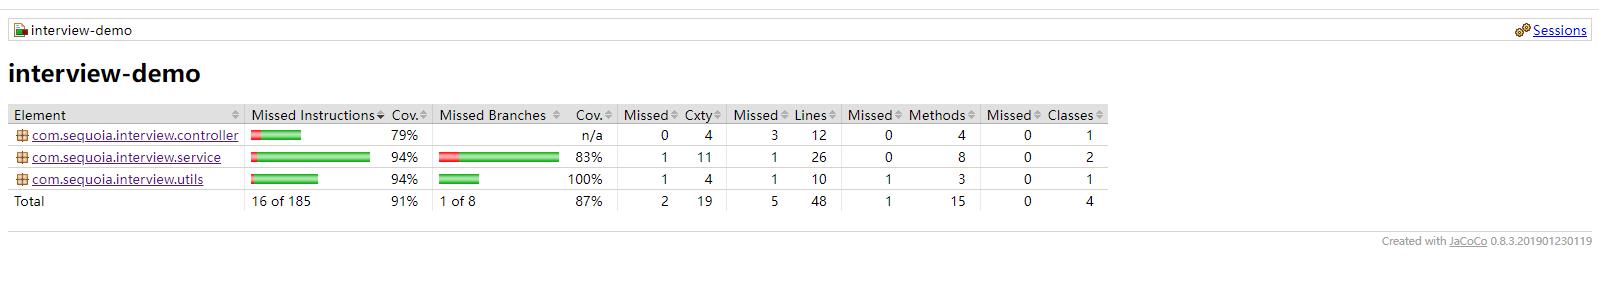 interview-demo Sessions
interview-demo
Element Missed Instructions Cov. Missed Branches Cov. Missed Cxty Missed Lines Missed Methods Missed Classes
com.sequoia.interview.controller 79% n/a 0 4 3 12 0 4 0 1
com.sequoia.interview.service 94% 83% 1 11 1 26 0 8 0 2
com.sequoia.interview.utils 94% 100% 1 4 1 10 1 3 0 1
Total 16 of 185 91% 1 of 8 87% 2 19 5 48 1 15 0 4
Created with JaCoCo 0.8.3.201901230119